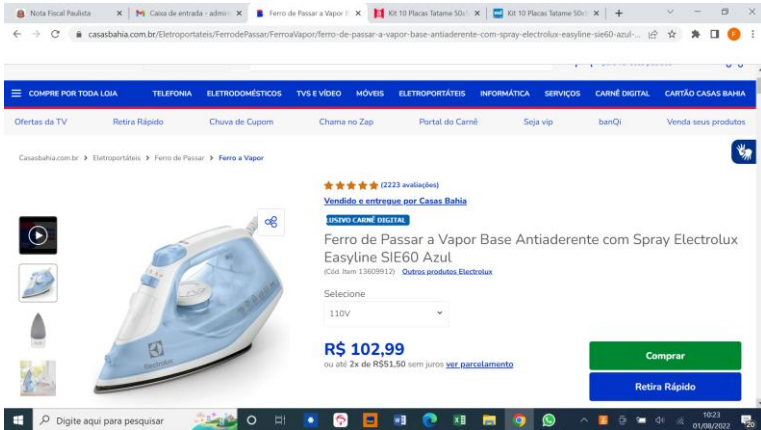 Nota Fiscal Paulista
Caixa de entrada - admin
Ferro de Passar a Vapor
Kit 10 Placas Tatame 50x
Kit 10 Placas Tatame 50x
casasbahia.com.br/Eletroportateis/FerrodePassar/FerroaVapor/ferro-de-passar-a-vapor-base-antiaderente-com-spray-electrolux-easyline-sie60-azul-...
COMPRE POR TODA LOJA TELEFONIA ELETRODOMÉSTICOS TVS E VÍDEO MÓVEIS ELETROPORTÁTEIS INFORMÁTICA SERVIÇOS CARNÊ DIGITAL CARTÃO CASAS BAHIA
Ofertas da TV Retira Rápido Chuva de Cupom Chama no Zap Portal do Carnê Seja vip banQi Venda seus produtos
Casasbahia.com.br > Eletroportáteis > Ferro de Passar > Ferro a Vapor
(2223 avaliações)
Vendido e entregue por Casas Bahia
LUSIVO CARNÊ DIGITAL
Ferro de Passar a Vapor Base Antiaderente com Spray Electrolux
Easyline SIE60 Azul
(Cód. Item 13609912) Outros produtos Electrolux
Selecione
110V
R$ 102,99
ou até 2x de R$51,50 sem juros ver parcelamento
Comprar
Retira Rápido
Electrolux
Digite aqui para pesquisar
10:23
01/08/2022
20